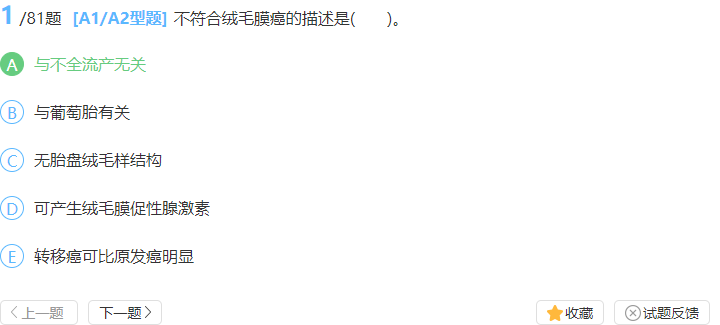 1 /81题 [A1/A2型题] 不符合绒毛膜癌的描述是( )。
A 与不全流产无关
B 与葡萄胎有关
C 无胎盘绒毛样结构
D 可产生绒毛膜促性腺激素
E 转移癌可比原发癌明显
上一题 下一题 收藏 试题反馈